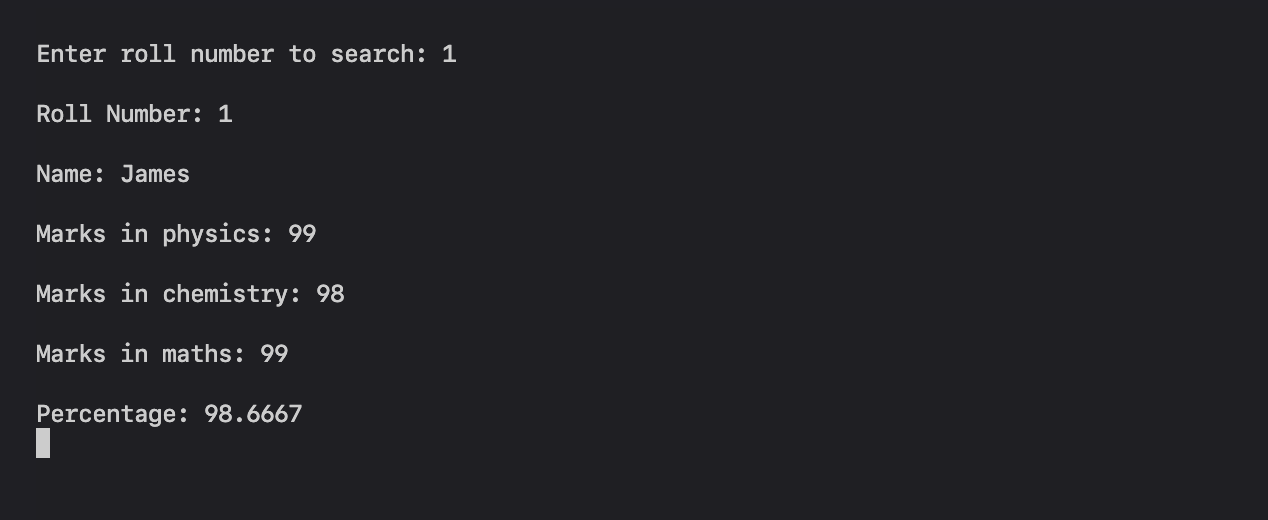 Enter roll number to search: 1
Roll Number: 1
Name: James
Marks in physics: 99
Marks in chemistry: 98
Marks in maths: 99
Percentage: 98.6667